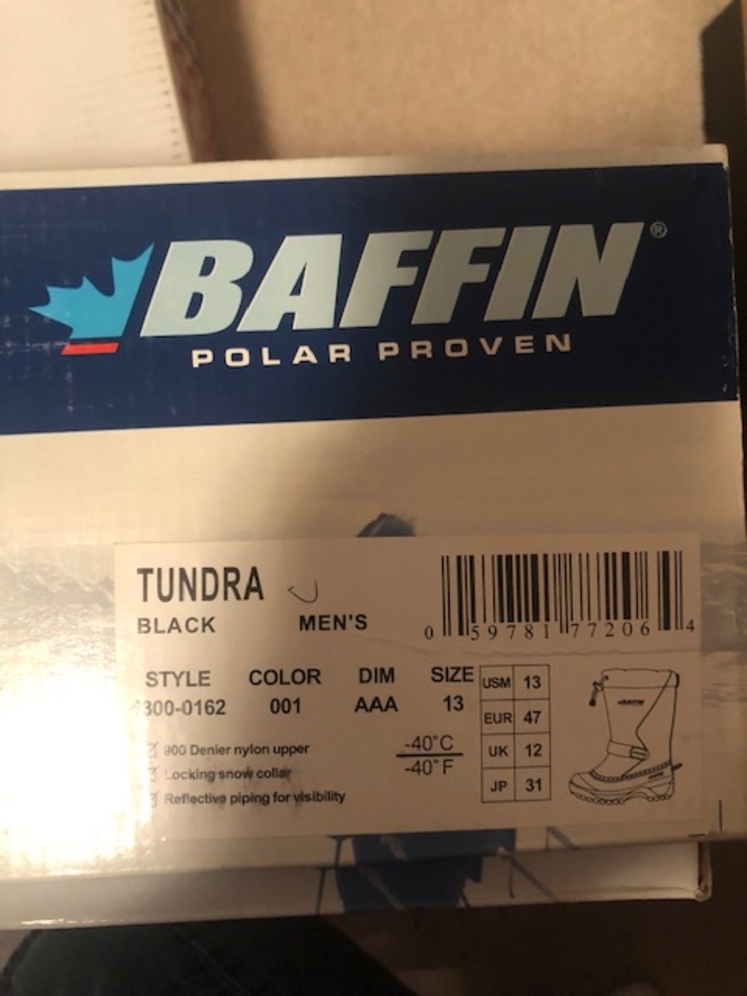 BAFFIN®
POLAR PROVEN
TUNDRA
BLACK MEN'S
0 59781 77206 4
STYLE COLOR DIM SIZE
300-0162 001 AAA 13
USM 13
EUR 47
UK 12
JP 31
900 Denier nylon upper
Locking snow collar
Reflective piping for visibility
-40°C
-40°F